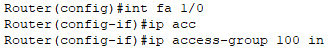 Router(config)#int fa 1/0
Router(config-if)#ip acc
Router(config-if)#ip access-group 100 in